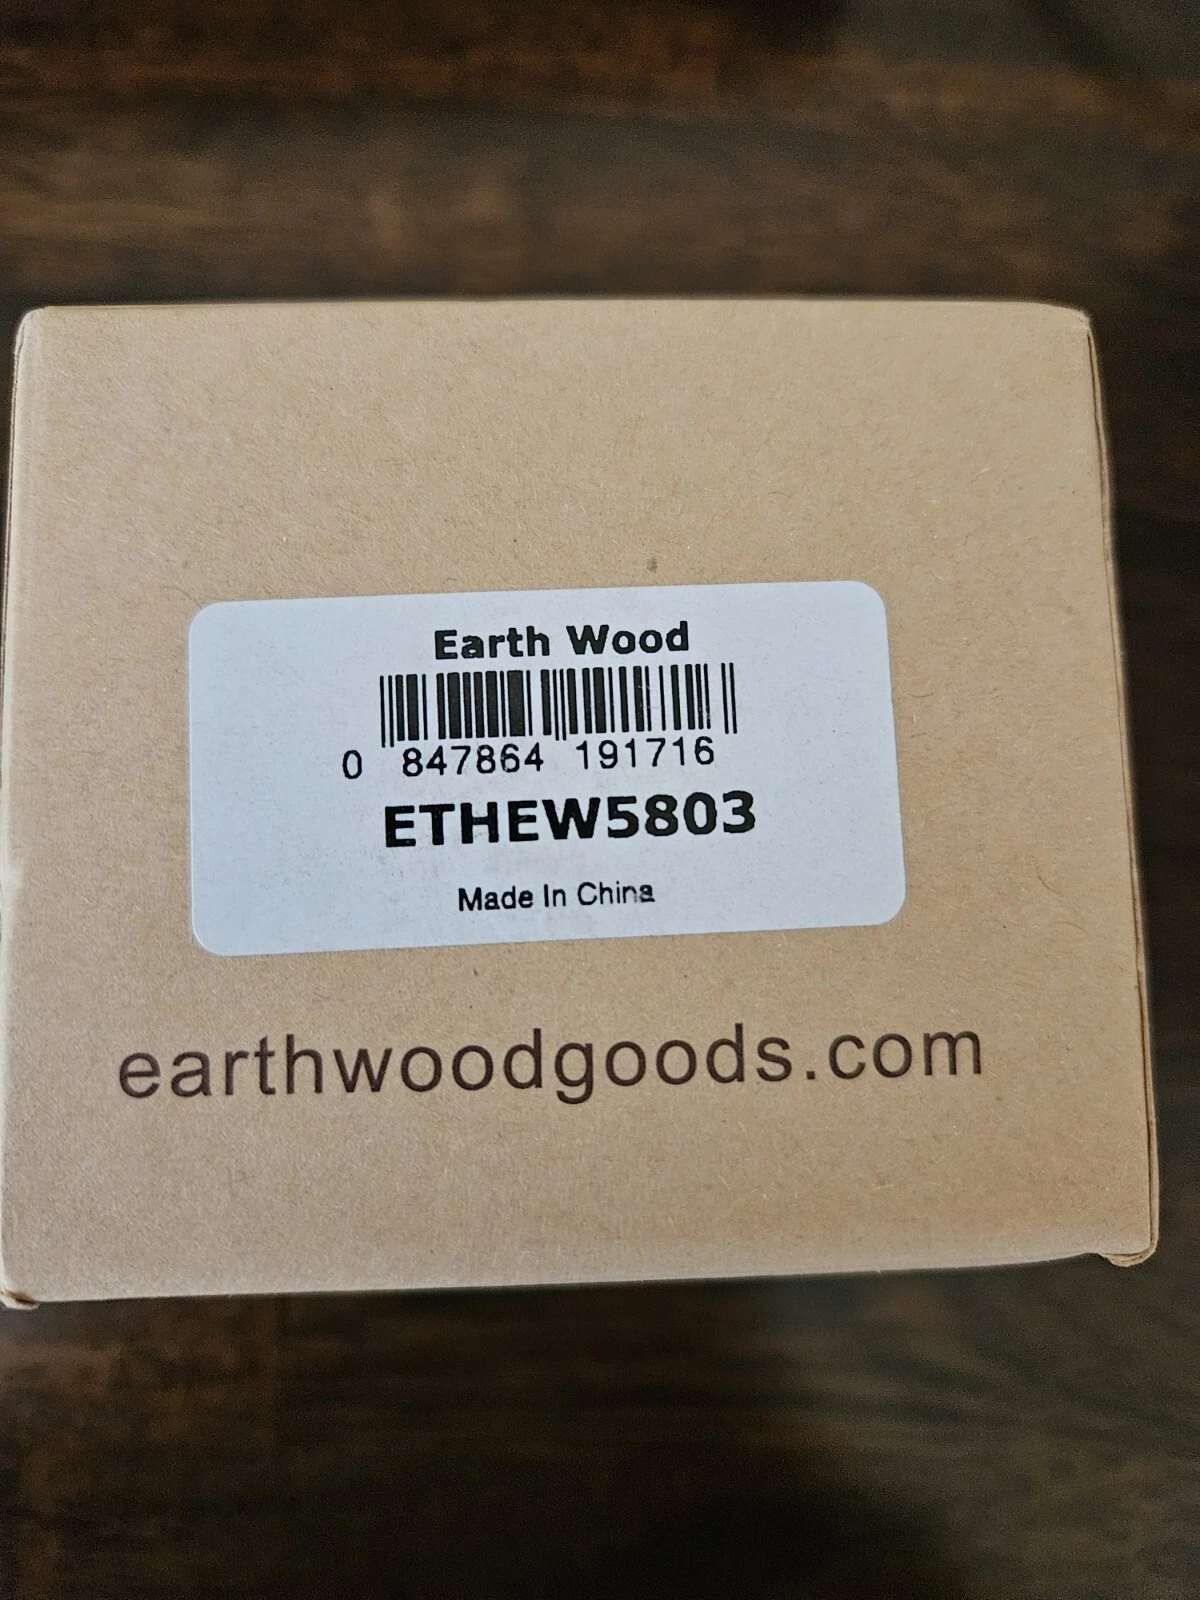 Earth Wood
0 847864 191716
ETHEW5803
Made In China
earthwoodgoods.com